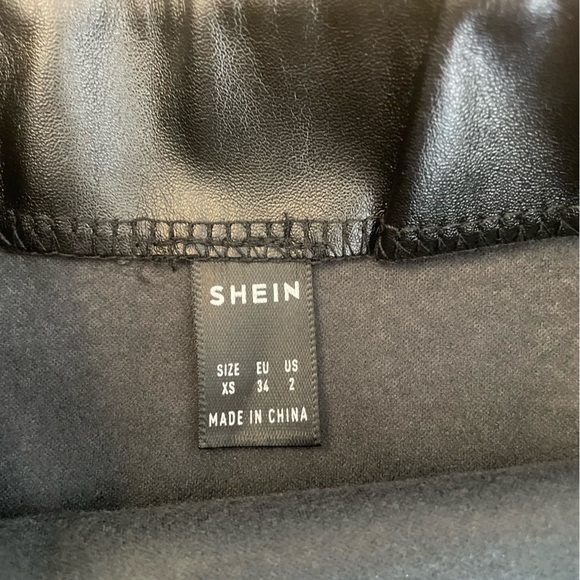 SHEIN
SIZE EU US
XS 34 2
MADE IN CHINA